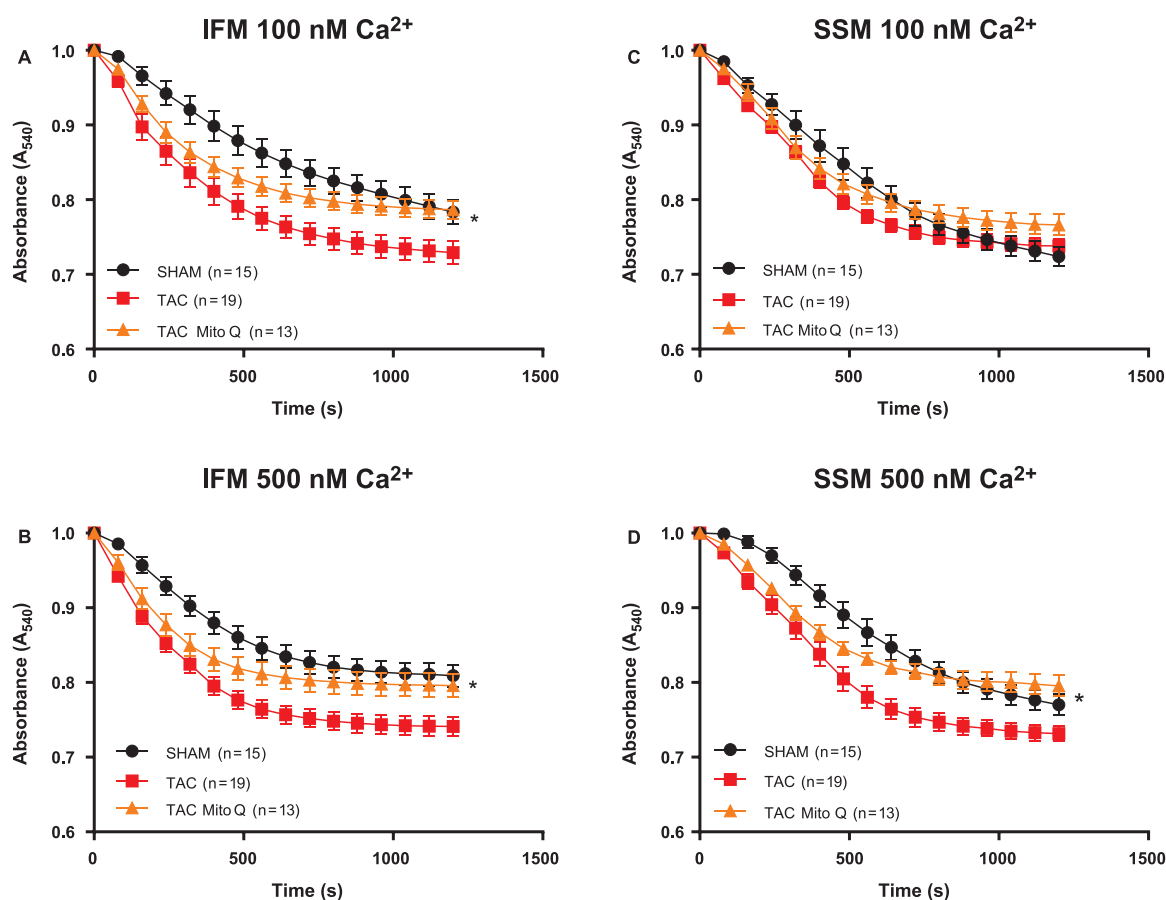 IFM 100 nM Ca²⁺
A
1.0
0.9
0.8
0.7
0.6
Absorbance (A₅₄₀)
*
SHAM (n=15)
TAC (n=19)
TAC Mito Q (n=13)
0 500 1000 1500
Time (s)
SSM 100 nM Ca²⁺
C
1.0
0.9
0.8
0.7
0.6
Absorbance (A₅₄₀)
SHAM (n=15)
TAC (n=19)
TAC Mito Q (n=13)
0 500 1000 1500
Time (s)
IFM 500 nM Ca²⁺
B
1.0
0.9
0.8
0.7
0.6
Absorbance (A₅₄₀)
*
SHAM (n=15)
TAC (n=19)
TAC Mito Q (n=13)
0 500 1000 1500
Time (s)
SSM 500 nM Ca²⁺
D
1.0
0.9
0.8
0.7
0.6
Absorbance (A₅₄₀)
*
SHAM (n=15)
TAC (n=19)
TAC Mito Q (n=13)
0 500 1000 1500
Time (s)